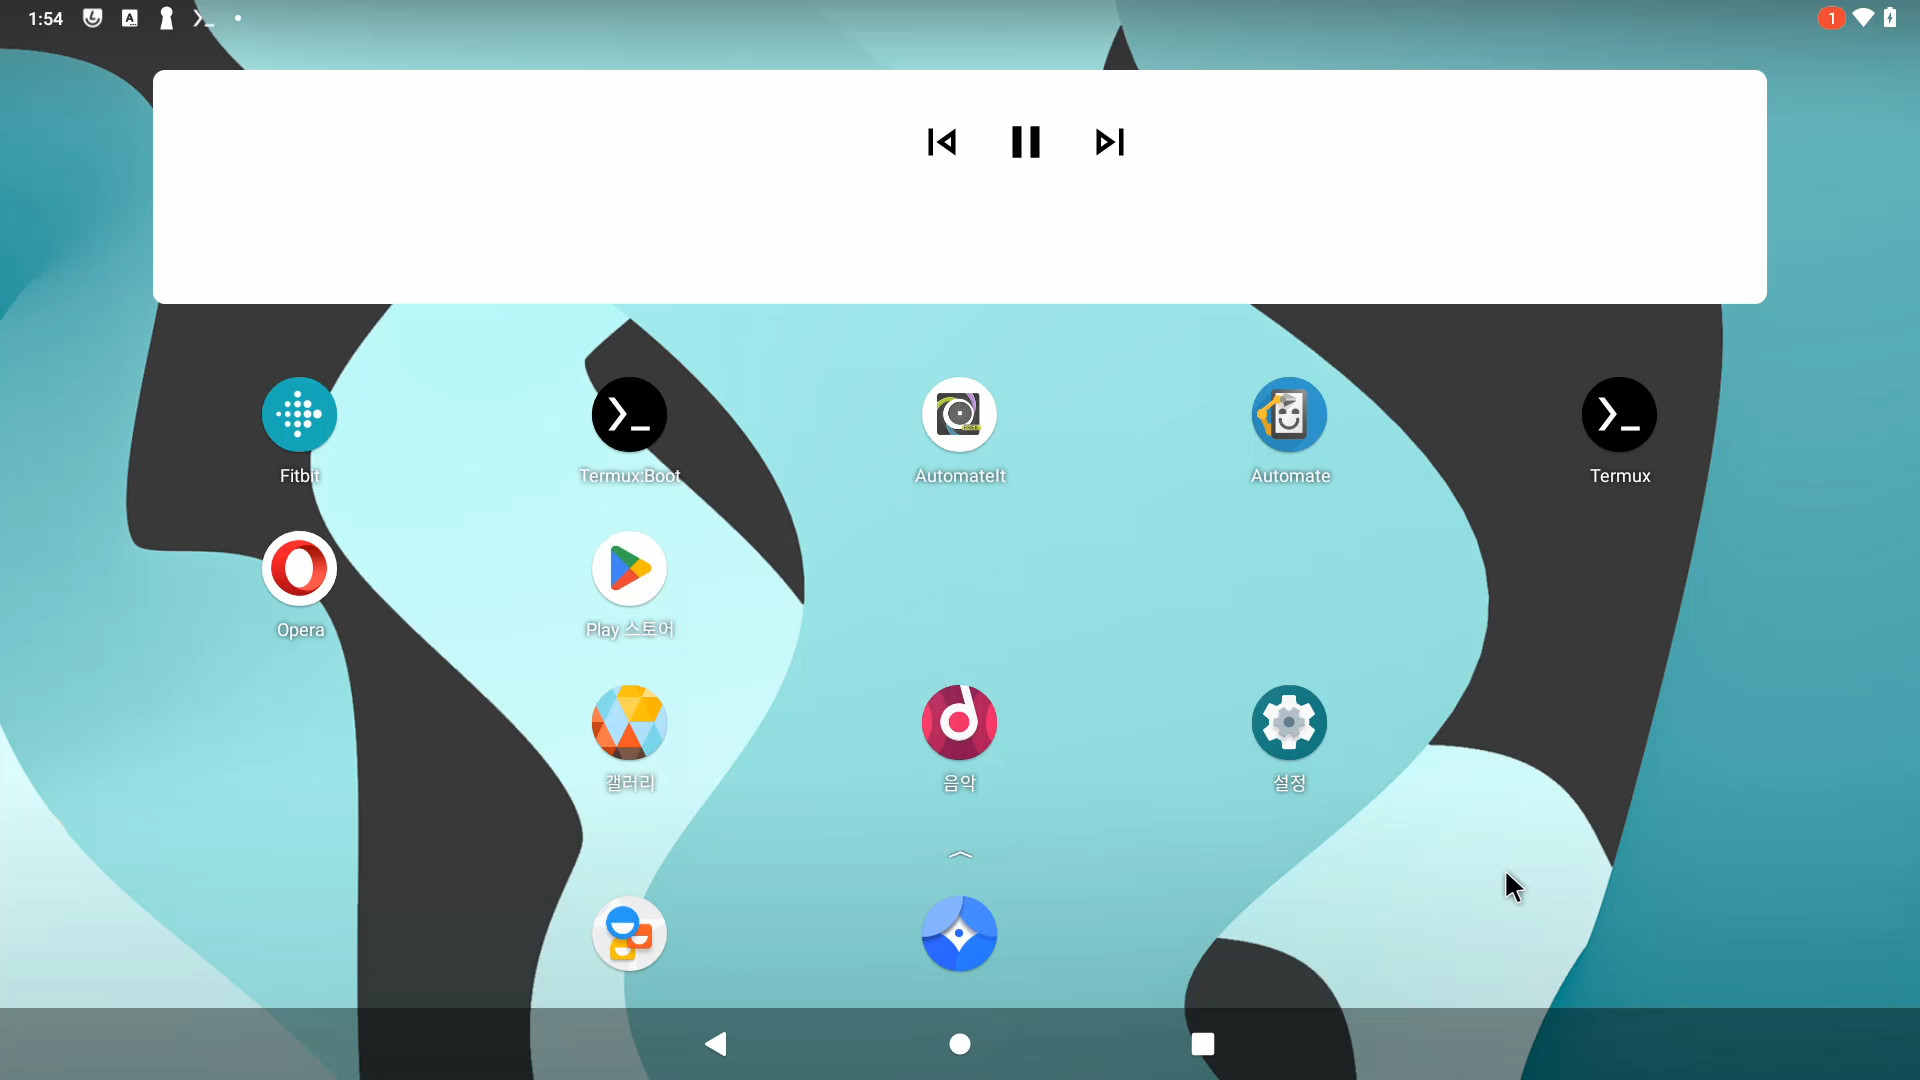 1:54
A
1
Fitbit
Termux:Boot
AutomateIt
Automate
Termux
Opera
Play 스토어
갤러리
음악
설정